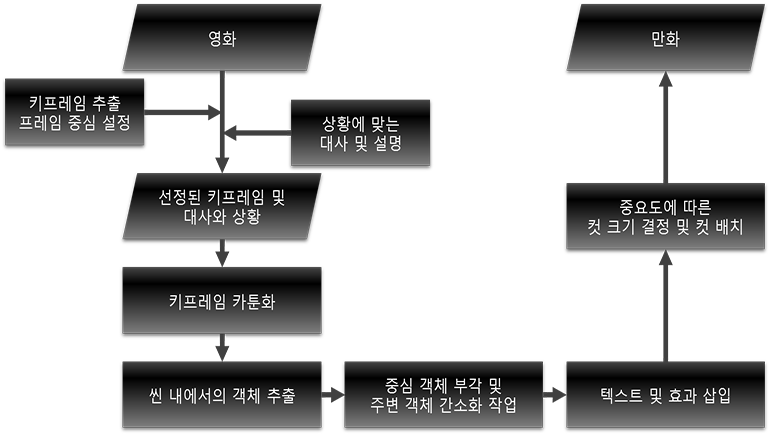 영화
키프레임 추출
프레임 중심 설정
상황에 맞는
대사 및 설명
선정된 키프레임 및
대사와 상황
키프레임 카툰화
씬 내에서의 객체 추출
중심 객체 부각 및
주변 객체 간소화 작업
텍스트 및 효과 삽입
중요도에 따른
컷 크기 결정 및 컷 배치
만화